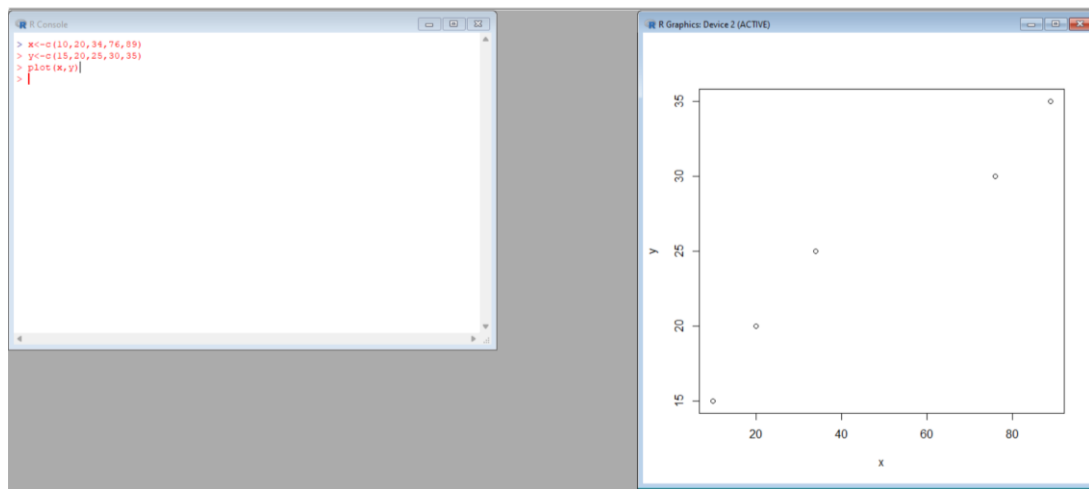 R Console
> x<-c(10,20,34,76,89)
> y<-c(15,20,25,30,35)
> plot(x,y)
>
R Graphics: Device 2 (ACTIVE)
35
30
25
20
15
y
20 40 60 80
x